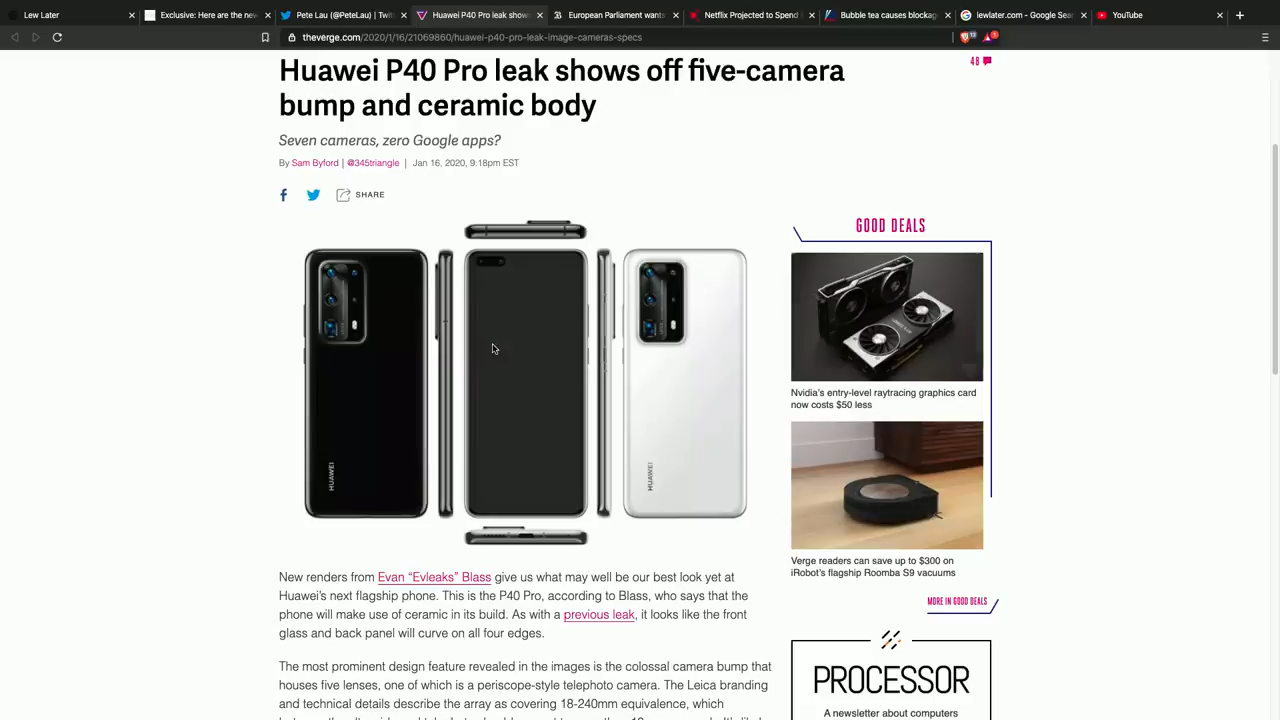 Lew Later
Exclusive: Here are the nev
Pete Lau (@PeteLau) | Twitt
Huawei P40 Pro leak show
European Parliament wants
Netflix Projected to Spend
Bubble tea causes blockag
lewlater.com - Google Sear
YouTube
theverge.com/2020/1/16/21069860/huawei-p40-pro-leak-image-cameras-specs
Huawei P40 Pro leak shows off five-camera
bump and ceramic body
48
Seven cameras, zero Google apps?
By Sam Byford | @345triangle | Jan 16, 2020, 9:18pm EST
SHARE
HUAWEI
HUAWEI
New renders from Evan “Evleaks” Blass give us what may well be our best look yet at
Huawei’s next flagship phone. This is the P40 Pro, according to Blass, who says that the
phone will make use of ceramic in its build. As with a previous leak, it looks like the front
glass and back panel will curve on all four edges.
The most prominent design feature revealed in the images is the colossal camera bump that
houses five lenses, one of which is a periscope-style telephoto camera. The Leica branding
and technical details describe the array as covering 18-240mm equivalence, which
GOOD DEALS
Nvidia’s entry-level raytracing graphics card
now costs $50 less
Verge readers can save up to $300 on
iRobot’s flagship Roomba S9 vacuums
MORE IN GOOD DEALS
PROCESSOR
A newsletter about computers